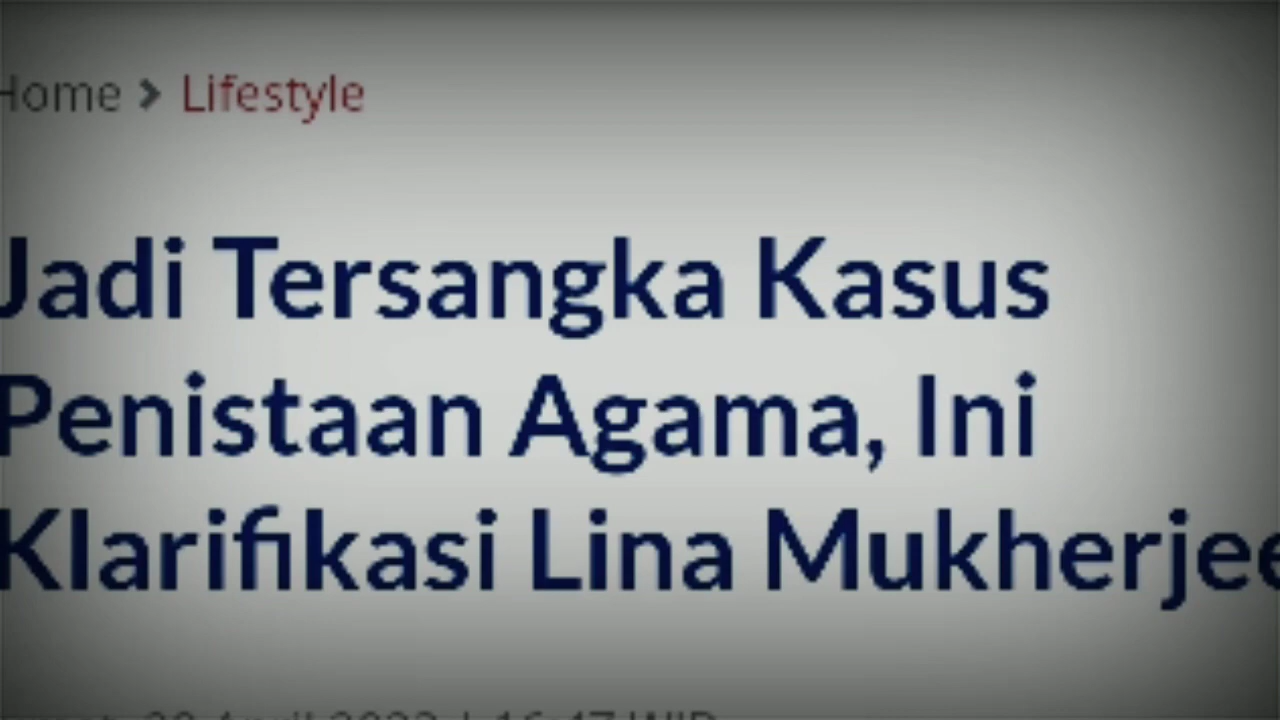 Home > Lifestyle
Jadi Tersangka Kasus
Penistaan Agama, Ini
Klarifikasi Lina Mukherjee